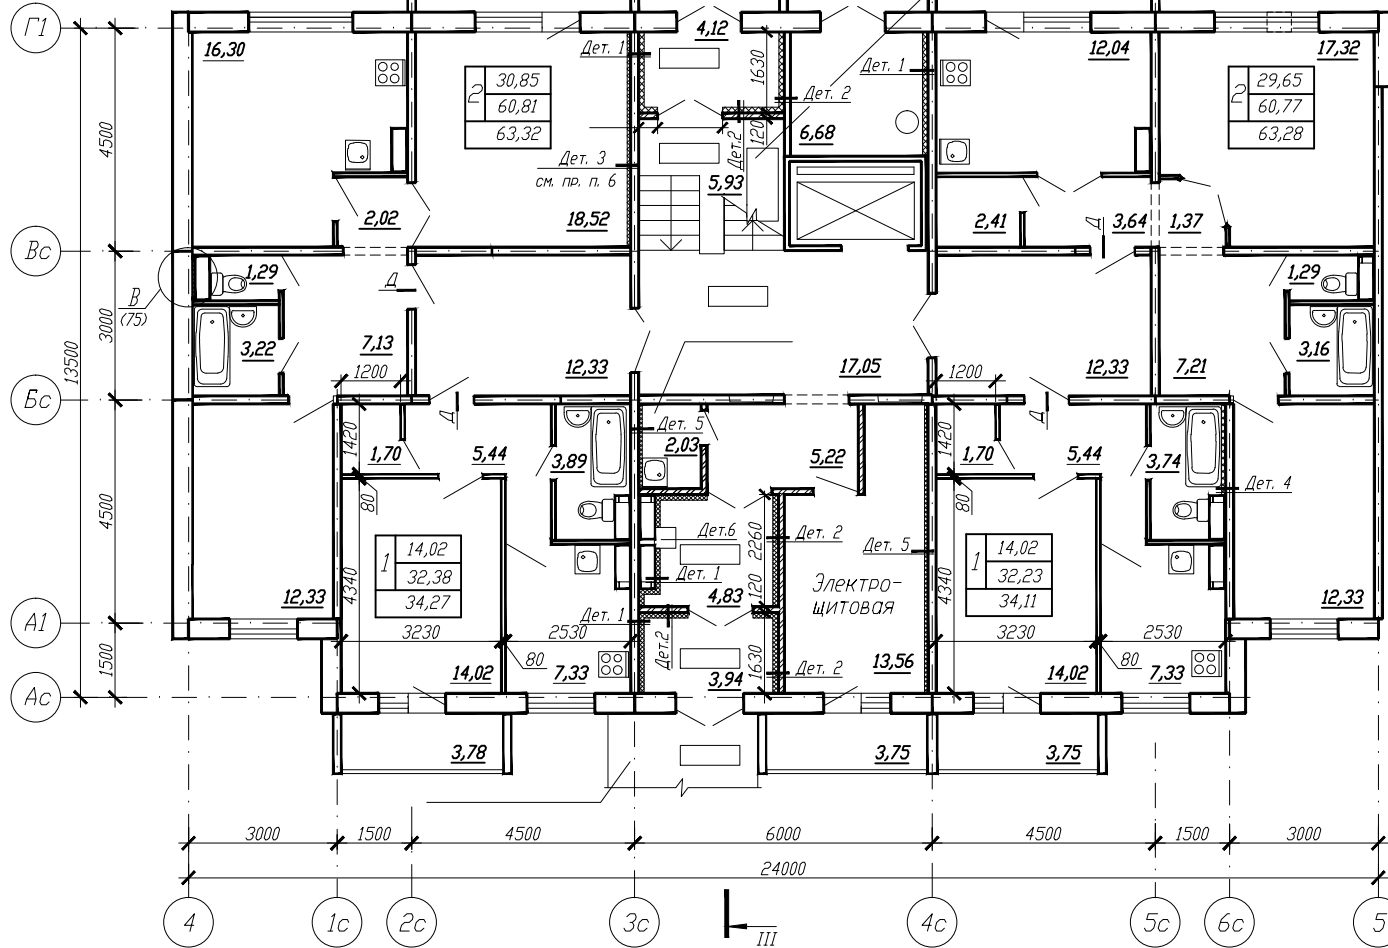 Г1
16,30
4,12
12,04
17,32
Дет. 1
1630
Дет. 1
2
30,85
60,81
63,32
2
29,65
60,77
63,28
Дет. 2
4500
120
6,68
Дет.2
Дет. 3
см. пр. п. 6
5,93
2,02
18,52
2,41
3,64
1,37
Д
Вс
1,29
1,29
Д
В
(75)
3000
13500
3,22
7,13
12,33
17,05
12,33
7,21
3,16
1200
1200
Бс
Д
Д
1420
1,70
5,44
3,89
Дет. 5
2,03
5,22
1420
1,70
5,44
3,74
80
80
Дет. 4
4500
1
14,02
32,38
34,27
Дет.6
2260
Дет. 2
Дет. 5
1
14,02
32,23
34,11
4340
Дет. 1
120
Электро-
щитовая
4340
12,33
4,83
12,33
А1
Дет. 1
3230
2530
Дет.2
3230
2530
1500
80
1630
80
14,02
7,33
3,94
Дет. 2
13,56
14,02
7,33
Ас
3,78
3,75
3,75
3000
1500
4500
6000
4500
1500
3000
24000
4
1с
2с
3с
4с
5с
6с
5
III